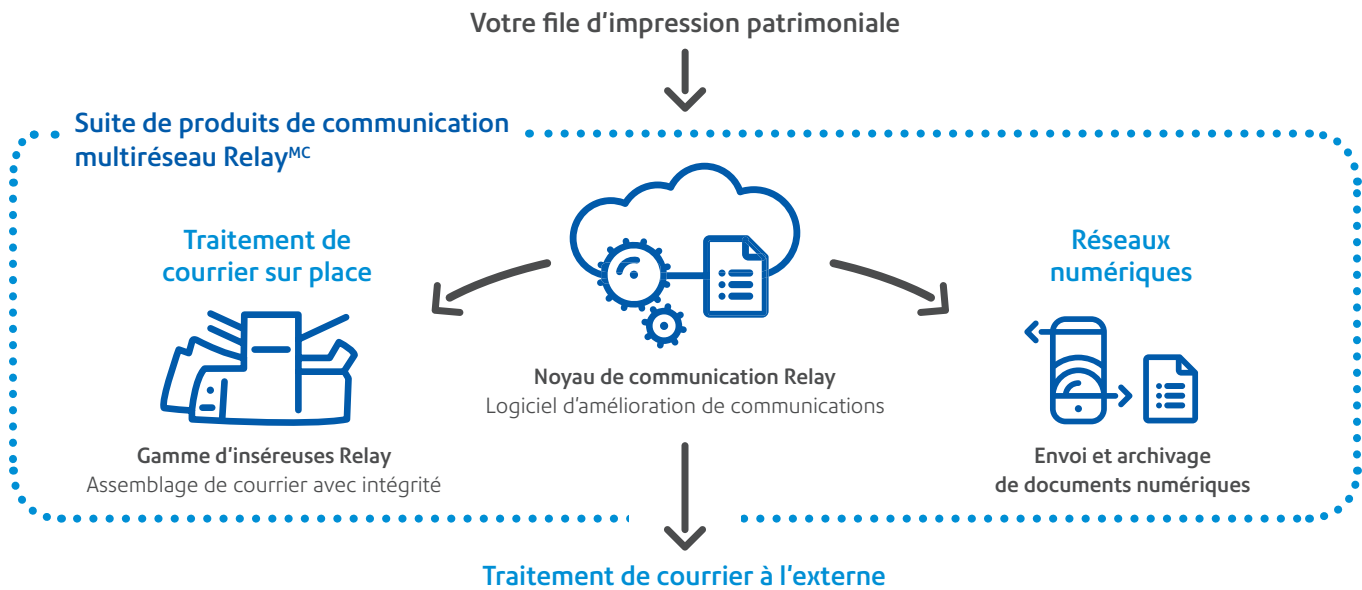 Votre file d'impression patrimoniale
Suite de produits de communication
multiréseau Relayᴹᶜ
Traitement de
courrier sur place
Réseaux
numériques
Noyau de communication Relay
Logiciel d'amélioration de communications
Gamme d'inséreuses Relay
Assemblage de courrier avec intégrité
Envoi et archivage
de documents numériques
Traitement de courrier à l'externe